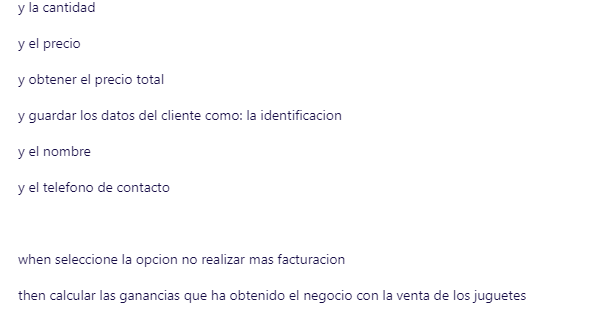 y la cantidad
y el precio
y obtener el precio total
y guardar los datos del cliente como: la identificacion
y el nombre
y el telefono de contacto
when seleccione la opcion no realizar mas facturacion
then calcular las ganancias que ha obtenido el negocio con la venta de los juguetes